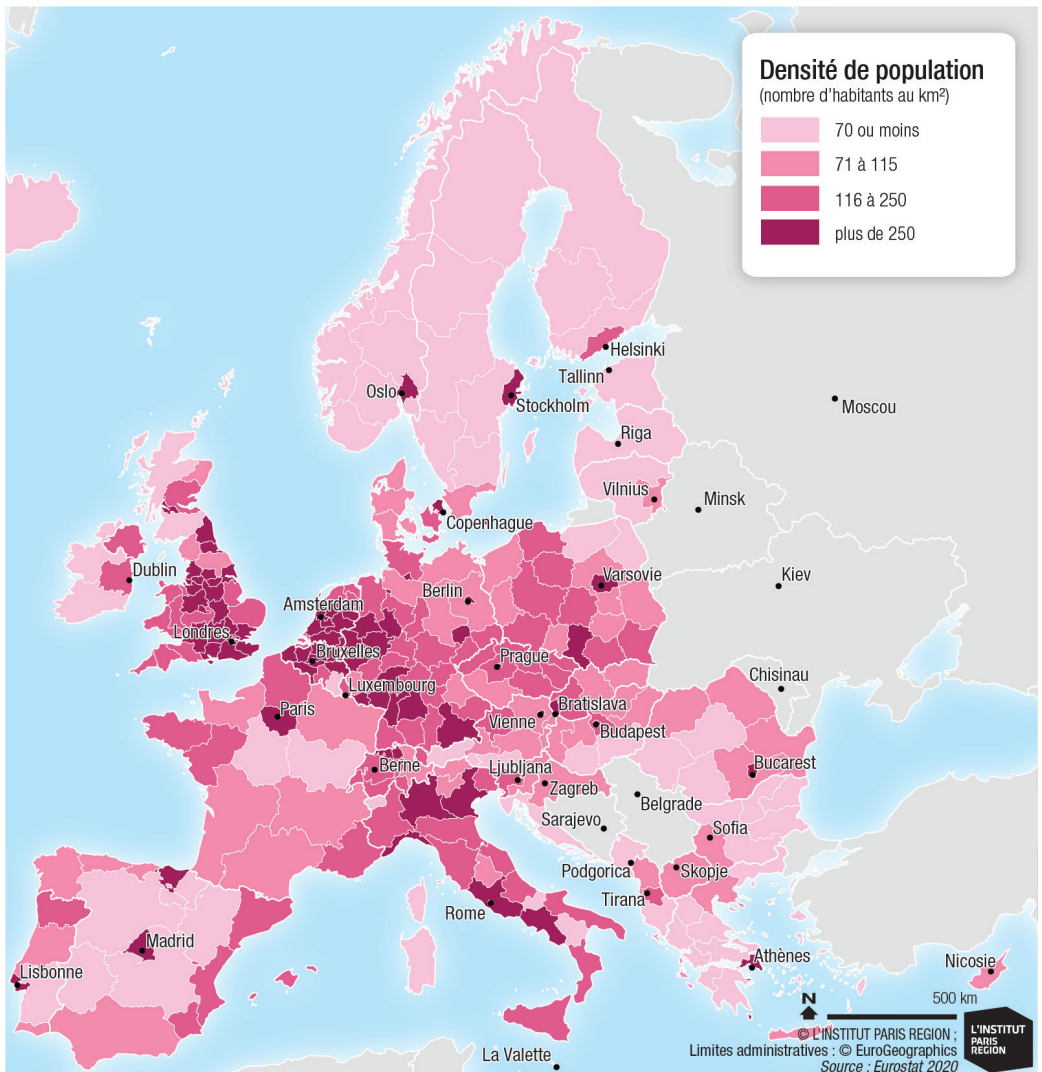 Densité de population
(nombre d'habitants au km²)
70 ou moins
71 à 115
116 à 250
plus de 250
Helsinki
Tallinn
Oslo
Stockholm
Moscou
Riga
Vilnius
Minsk
Copenhague
Dublin
Varsovie
Kiev
Berlin
Amsterdam
Londres
Bruxelles
Prague
Luxembourg
Chisinau
Paris
Bratislava
Vienne
Budapest
Berne
Ljubljana
Bucarest
Zagreb
Belgrade
Sarajevo
Sofia
Podgorica
Skopje
Tirana
Rome
Madrid
Lisbonne
Athènes
Nicosie
N
500 km
© L'INSTITUT PARIS REGION ;
Limites administratives : © EuroGeographics
Source : Eurostat 2020
L'INSTITUT
PARIS
REGION
La Valette